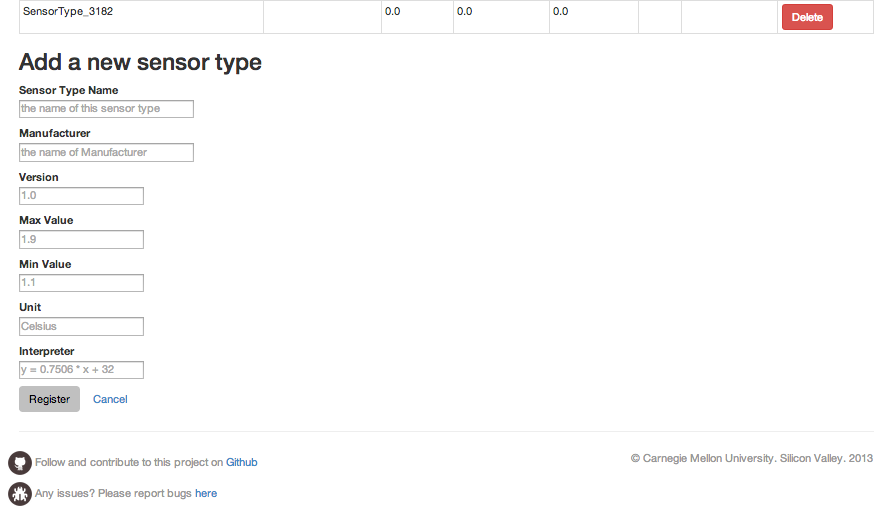 SensorType_3182 0.0 0.0 0.0 Delete
Add a new sensor type
Sensor Type Name
the name of this sensor type
Manufacturer
the name of Manufacturer
Version
1.0
Max Value
1.9
Min Value
1.1
Unit
Celsius
Interpreter
y = 0.7506 * x + 32
Register Cancel
Follow and contribute to this project on Github
© Carnegie Mellon University. Silicon Valley. 2013
Any issues? Please report bugs here